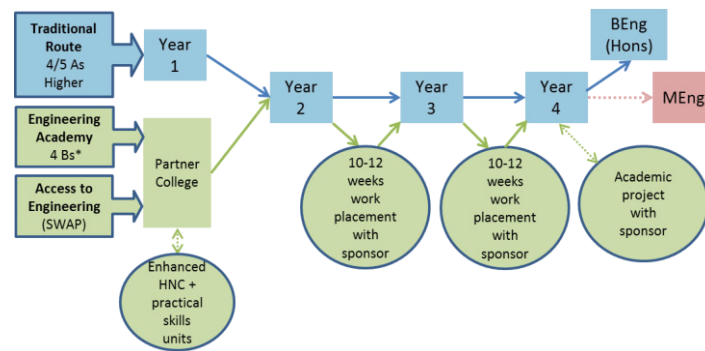 Traditional
Route
4/5 As
Higher
Year
1
Engineering
Academy
4 Bs*
Access to
Engineering
(SWAP)
Partner
College
Enhanced
HNC +
practical
skills
units
Year
2
Year
3
Year
4
BEng
(Hons)
MEng
10-12
weeks
work
placement
with
sponsor
10-12
weeks
work
placement
with
sponsor
Academic
project
with
sponsor